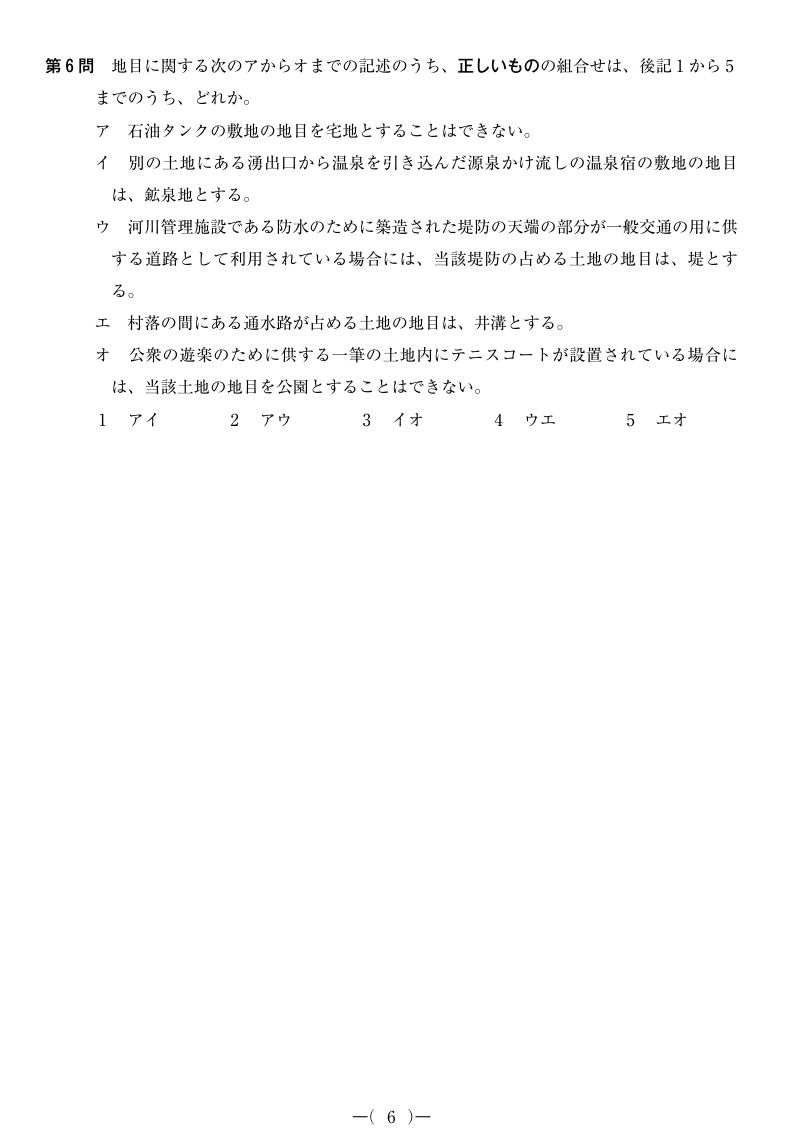 第6問　地目に関する次のアからオまでの記述のうち、正しいものの組合せは、後記1から5
までのうち、どれか。
ア　石油タンクの敷地の地目を宅地とすることはできない。
イ　別の土地にある湧出口から温泉を引き込んだ源泉かけ流しの温泉宿の敷地の地目
は、鉱泉地とする。
ウ　河川管理施設である防水のために築造された堤防の天端の部分が一般交通の用に供
する道路として利用されている場合には、当該堤防の占める土地の地目は、堤とす
る。
エ　村落の間にある通水路が占める土地の地目は、井溝とする。
オ　公衆の遊楽のために供する一筆の土地内にテニスコートが設置されている場合に
は、当該土地の地目を公園とすることはできない。
1　アイ　2　アウ　3　イオ　4　ウエ　5　エオ
―( 6 )―